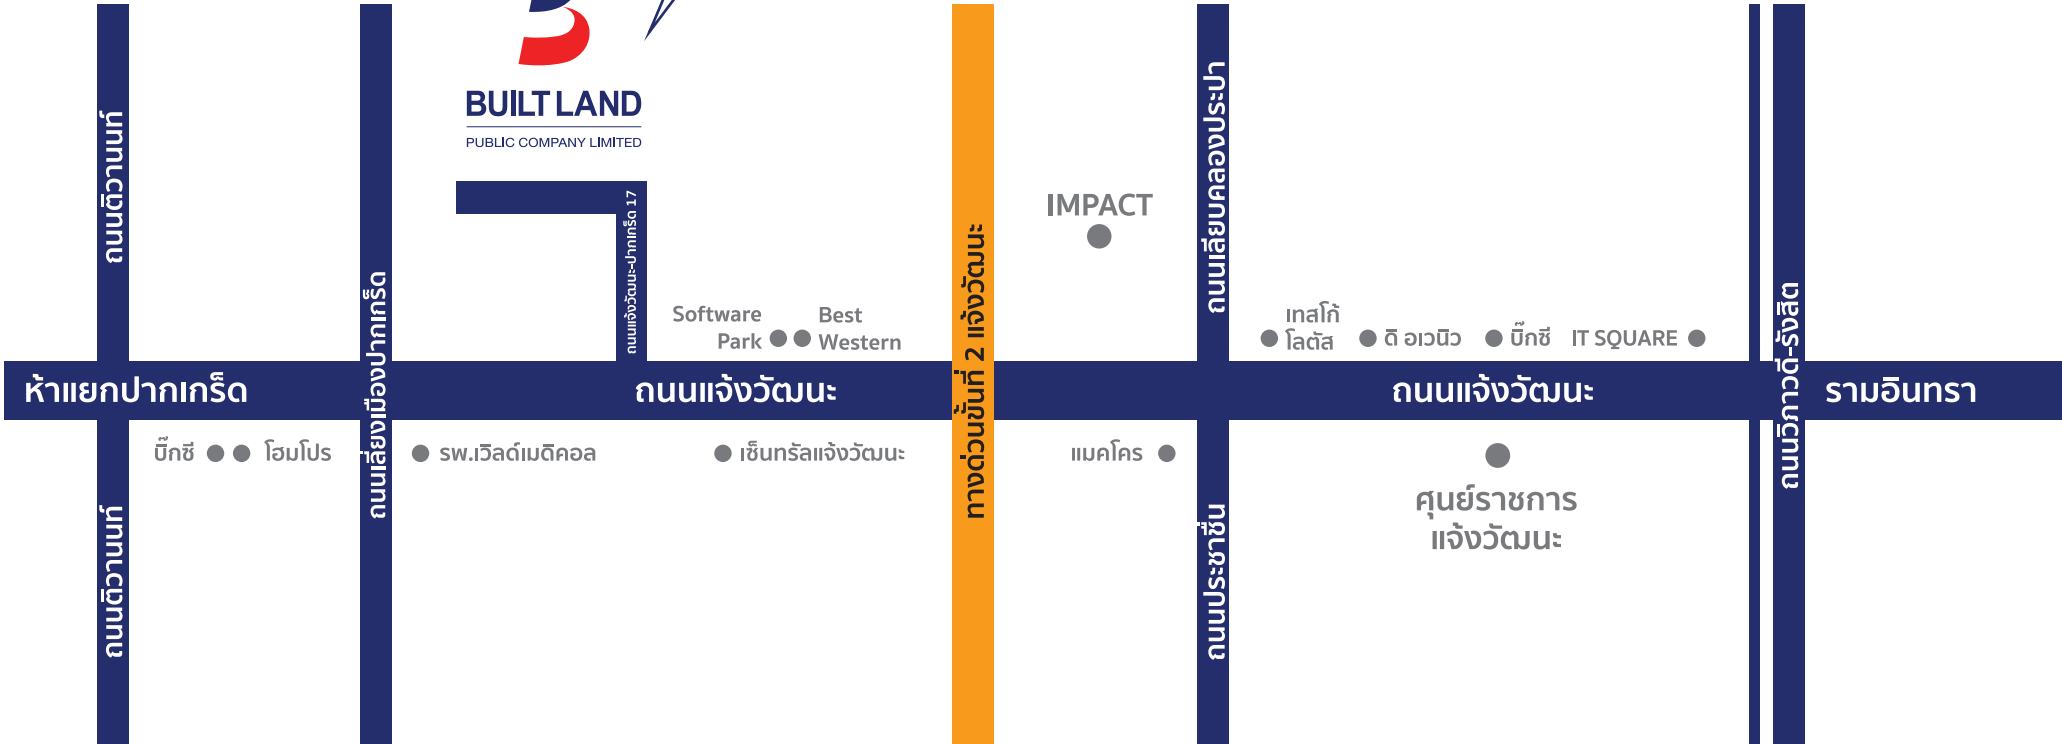 BUILT LAND
PUBLIC COMPANY LIMITED
ถนนติวานนท์
ถนนเลี่ยงเมืองปากเกร็ด
ถนนแจ้งวัฒนะ-ปากเกร็ด 17
ทางด่วนขั้นที่ 2 แจ้งวัฒนะ
IMPACT
ถนนเลียบคลองประปา
ถนนวิภาวดี-รังสิต
Software
Park
Best
Western
เทสโก้
โลตัส
ดิ อเวนิว
บิ๊กซี
IT SQUARE
ห้าแยกปากเกร็ด
ถนนแจ้งวัฒนะ
ถนนแจ้งวัฒนะ
รามอินทรา
บิ๊กซี
โฮมโปร
รพ.เวิลด์เมดิคอล
เซ็นทรัลแจ้งวัฒนะ
แมคโคร
ศูนย์ราชการ
แจ้งวัฒนะ
ถนนติวานนท์
ถนนประชาชื่น